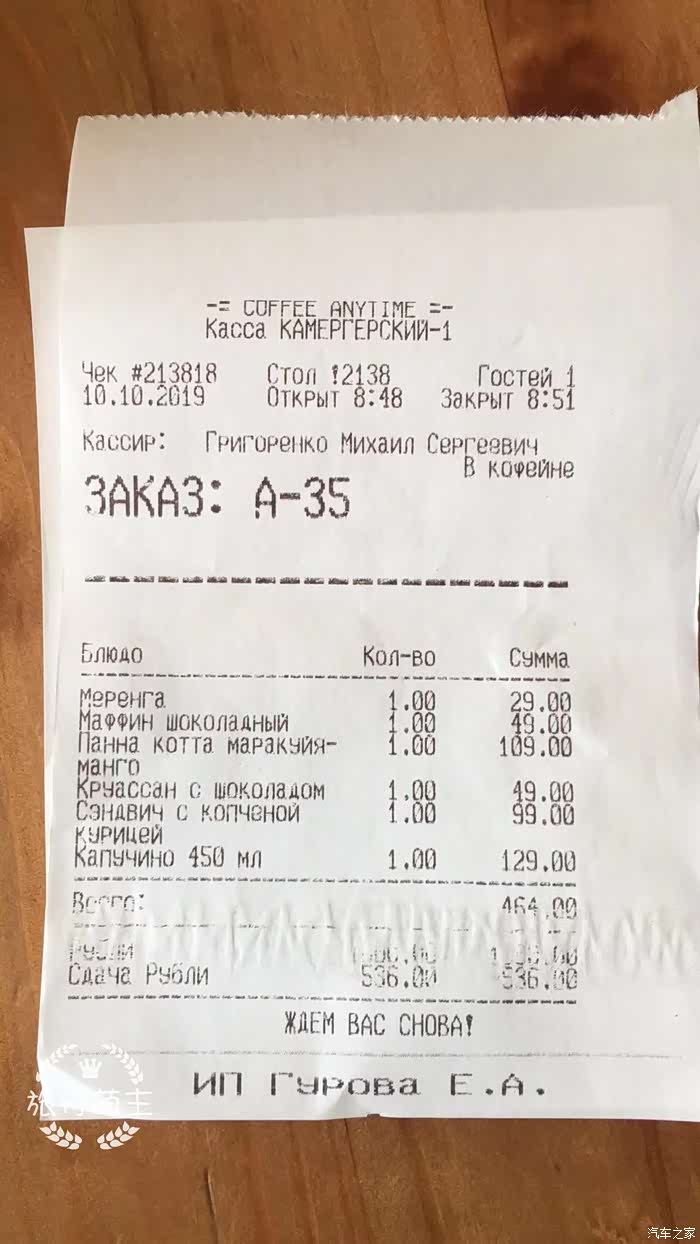 -= COFFEE ANYTIME =-
Касса КАМЕРГЕРСКИЙ-1
Чек #213818 Стол !2138 Гостей 1
10.10.2019 Открыт 8:48 Закрыт 8:51
Кассир: Григоренко Михаил Сергеевич
В кофейне
ЗАКАЗ: А-35
Блюдо Кол-во Сумма
Меренга 1.00 29.00
Маффин шоколадный 1.00 49.00
Панна котта маракуйя- 1.00 109.00
манго
Круассан с шоколадом 1.00 49.00
Сэндвич с копченой 1.00 99.00
курицей
Капучино 450 мл 1.00 129.00
Всего: 464.00
Рубли
Сдача Рубли 536.00 -536.00
ЖДЕМ ВАС СНОВА!
ИП Гурова Е.А.
汽车之家